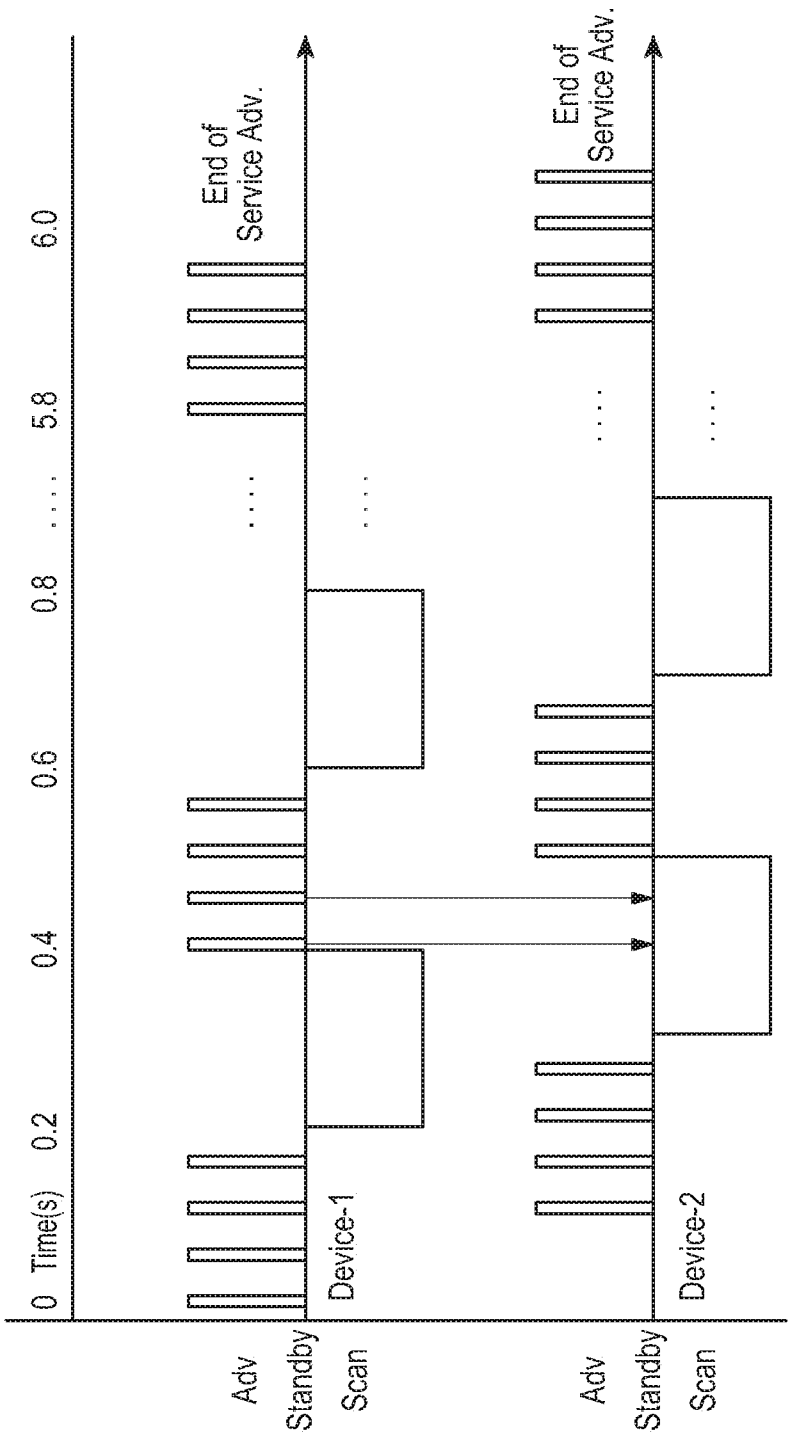 0 Time(s) 0.2 0.4 0.6 0.8 .... 5.8 6.0
Adv
Standby
Scan
Device-1
....
....
End of
Service Adv.
Adv
Standby
Scan
Device-2
....
....
End of
Service Adv.